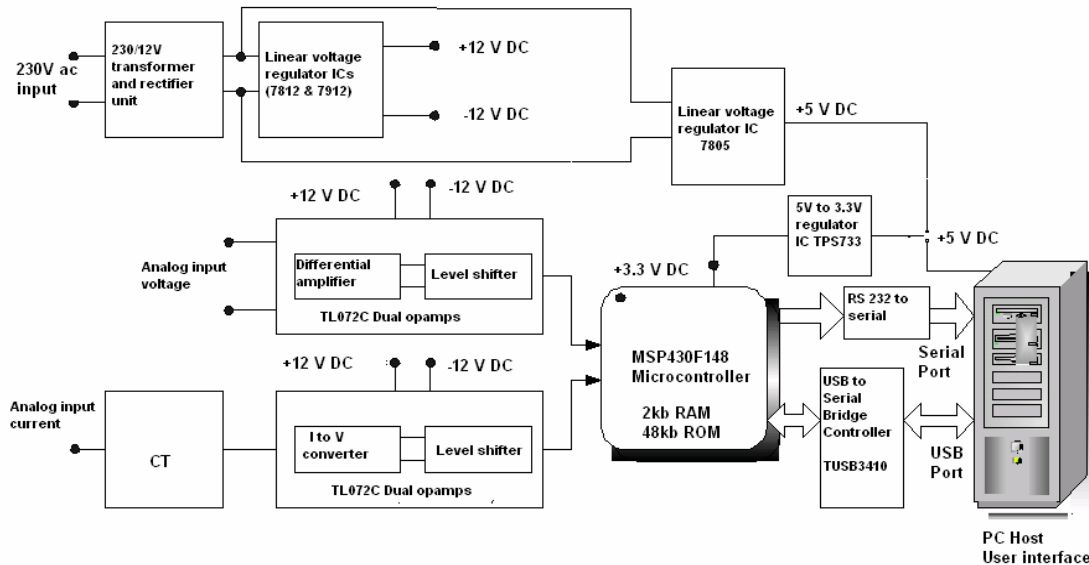 230V ac
input
230/12V
transformer
and rectifier
unit
Linear voltage
regulator ICs
(7812 & 7912)
+12 V DC
-12 V DC
Linear voltage
regulator IC
7805
+5 V DC
+12 V DC
-12 V DC
5V to 3.3V
regulator
IC TPS733
+5 V DC
Analog input
voltage
Differential
amplifier
Level shifter
TL072C Dual opamps
+3.3 V DC
MSP430F148
Microcontroller
2kb RAM
48kb ROM
RS 232 to
serial
Serial
Port
+12 V DC
-12 V DC
Analog input
current
CT
I to V
converter
Level shifter
TL072C Dual opamps
USB to
Serial
Bridge
Controller
TUSB3410
USB
Port
PC Host
User interface